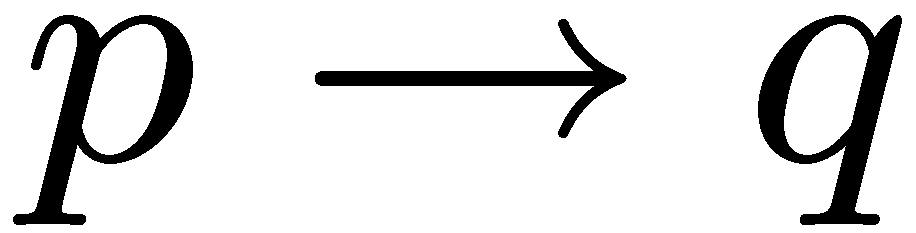 p → q